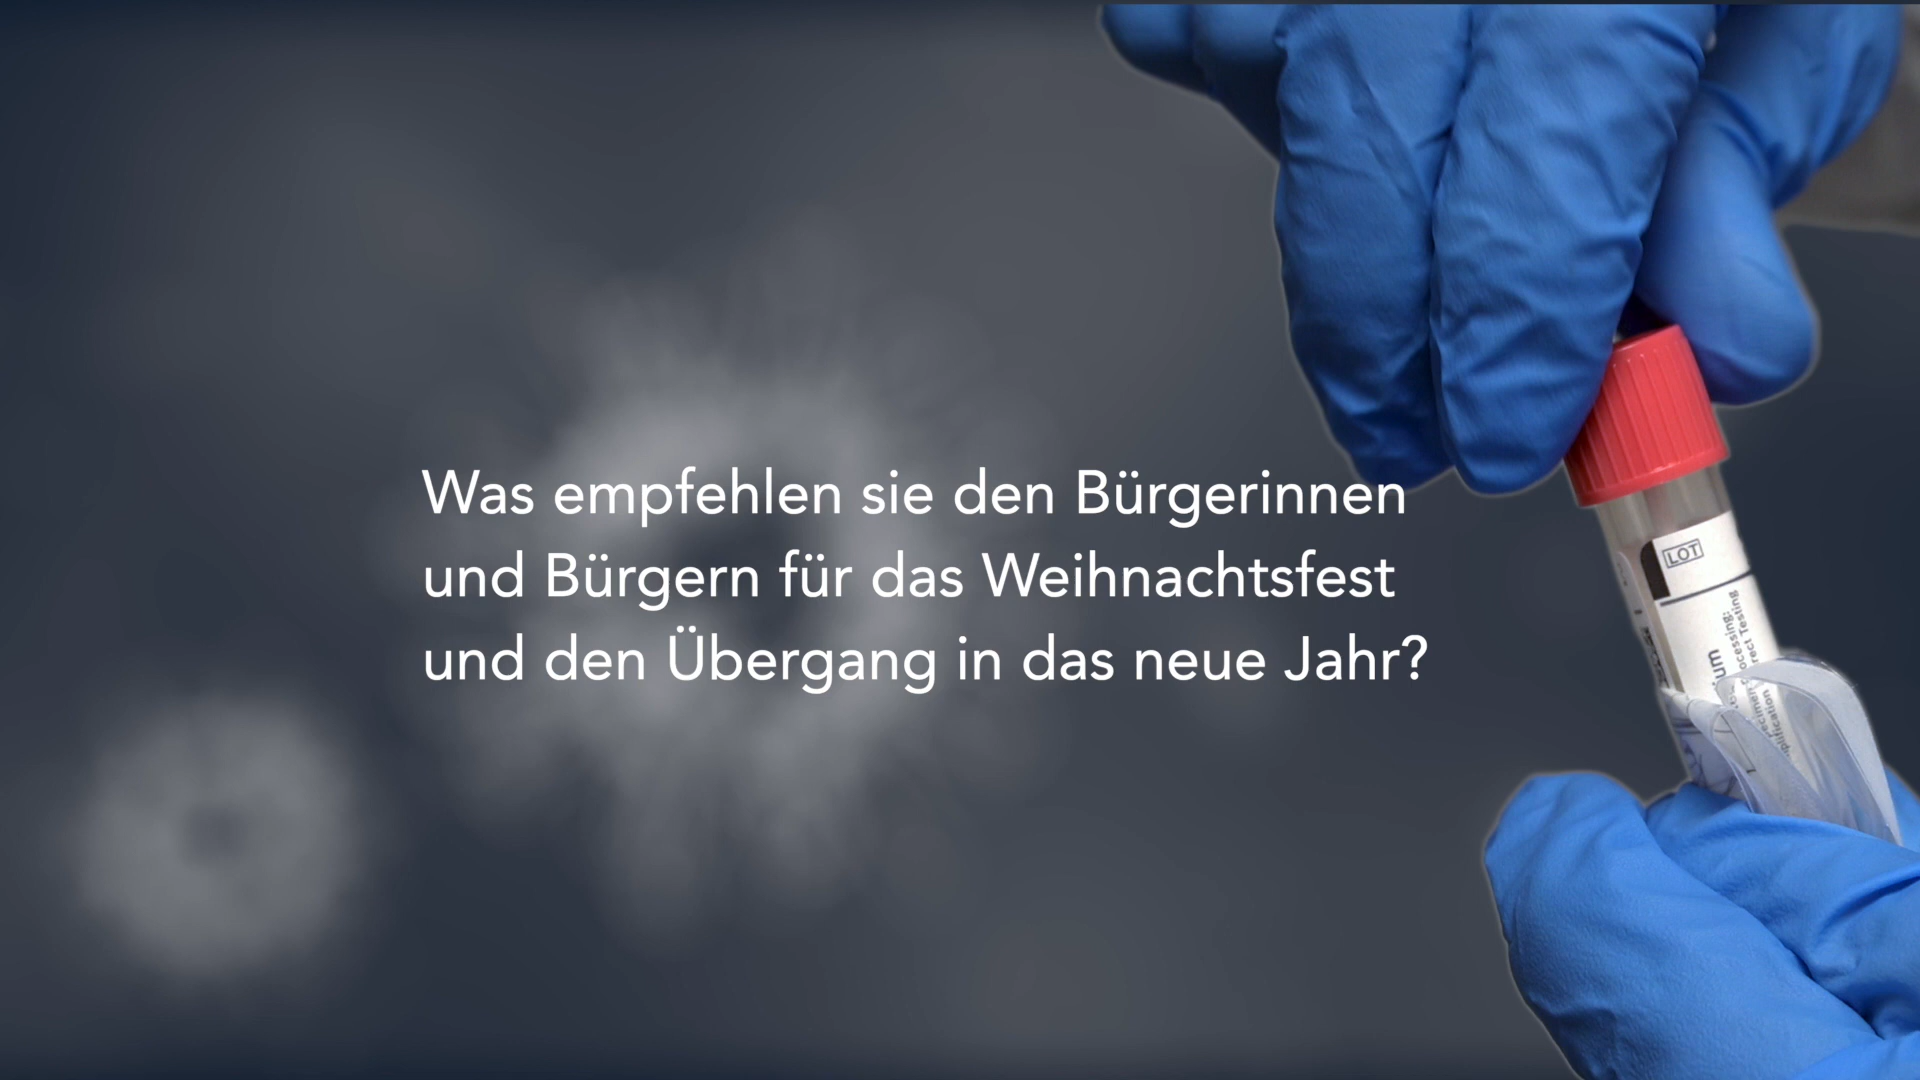 Was empfehlen sie den Bürgerinnen
und Bürgern für das Weihnachtsfest
und den Übergang in das neue Jahr?
LOT